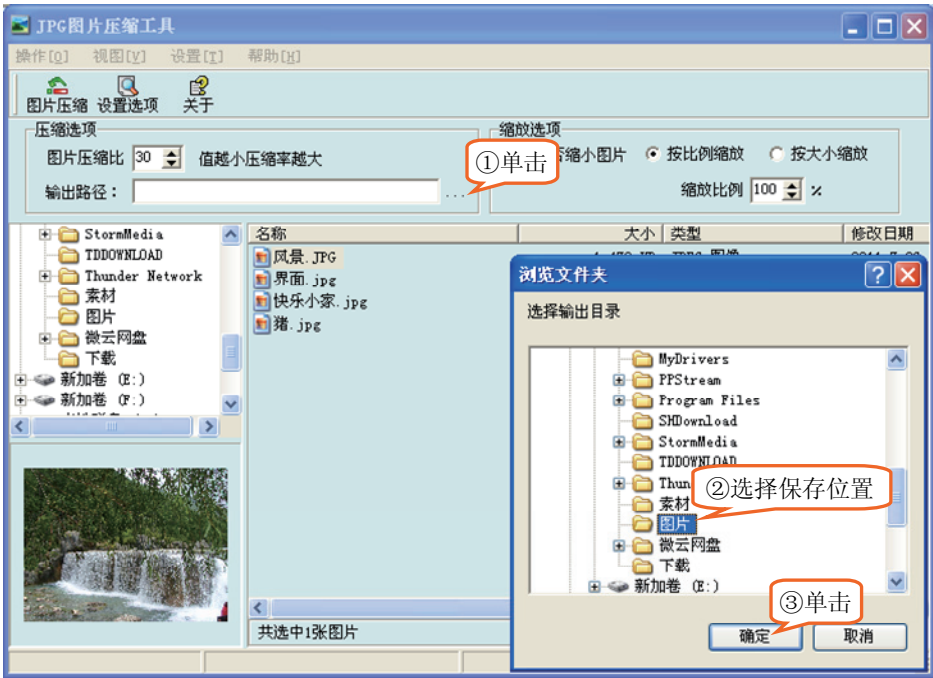 JPG图片压缩工具
操作[O] 视图[V] 设置[T] 帮助[H]
图片压缩 设置选项 关于
压缩选项
图片压缩比 30 值越小压缩率越大
输出路径： ...
①单击
缩放选项
缩小图片 按比例缩放 按大小缩放
缩放比例 100 %
StormMedia
TDDOWNLOAD
Thunder Network
素材
图片
微云网盘
下载
新加卷 (E:)
新加卷 (F:)
名称 大小 类型 修改日期
风景.JPG
界面.jpg
快乐小家.jpg
猪.jpg
共选中1张图片
浏览文件夹
选择输出目录
MyDrivers
PPStream
Program Files
SHDownload
StormMedia
TDDOWNLOAD
Thun
②选择保存位置
素材
图片
微云网盘
下载
新加卷 (E:)
③单击
确定 取消